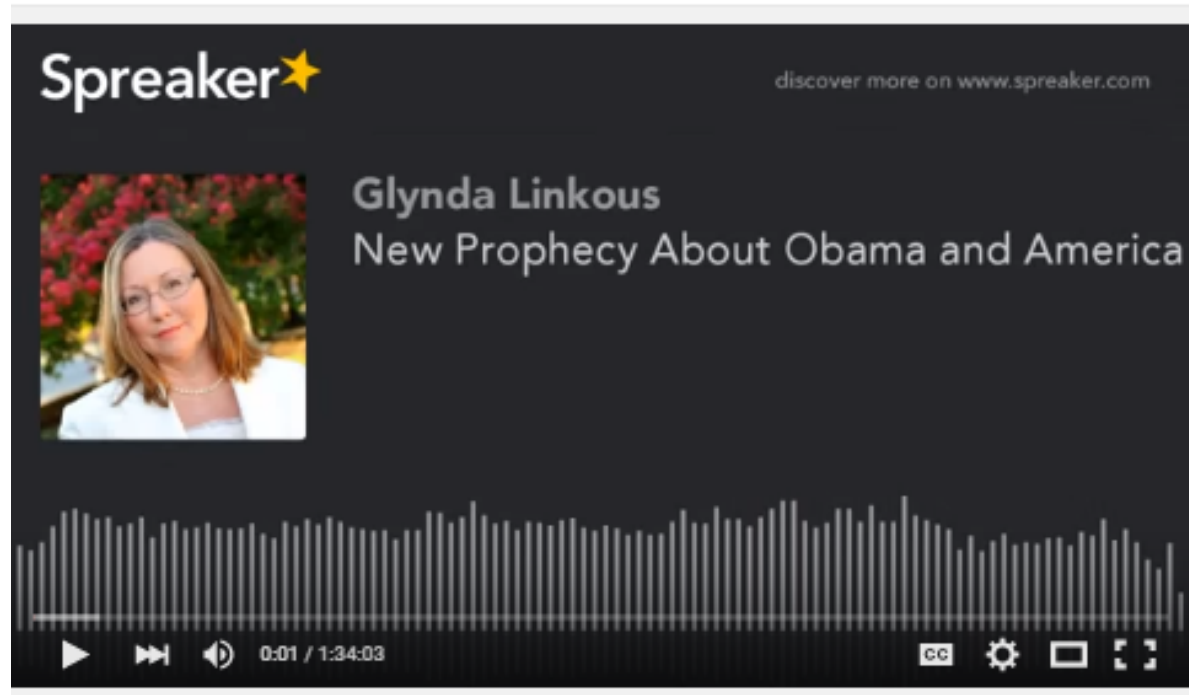 Spreaker
discover more on www.spreaker.com
Glynda Linkous
New Prophecy About Obama and America
0:01 / 1:34:03
CC